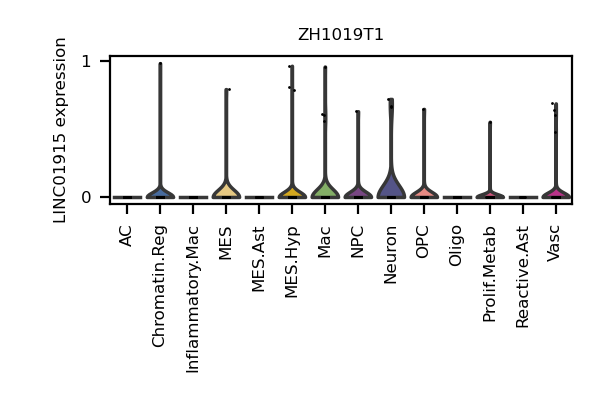 ZH1019T1
LINC01915 expression
1
0
AC
Chromatin.Reg
Inflammatory.Mac
MES
MES.Ast
MES.Hyp
Mac
NPC
Neuron
OPC
Oligo
Prolif.Metab
Reactive.Ast
Vasc